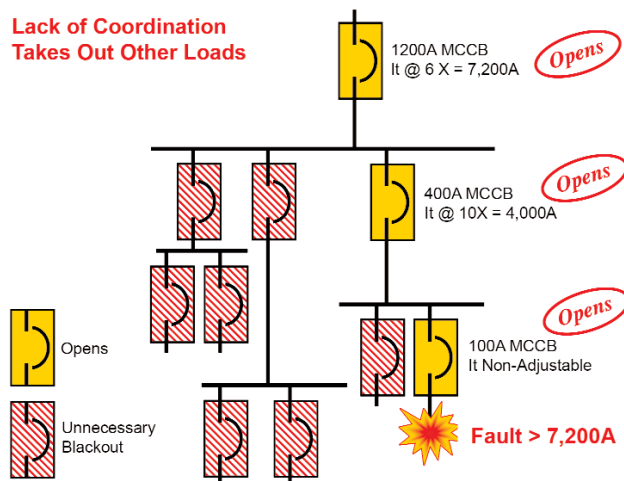 Lack of Coordination
Takes Out Other Loads
1200A MCCB
It @ 6 X = 7,200A
Opens
400A MCCB
It @ 10X = 4,000A
Opens
Opens
100A MCCB
It Non-Adjustable
Opens
Unnecessary
Blackout
Fault > 7,200A